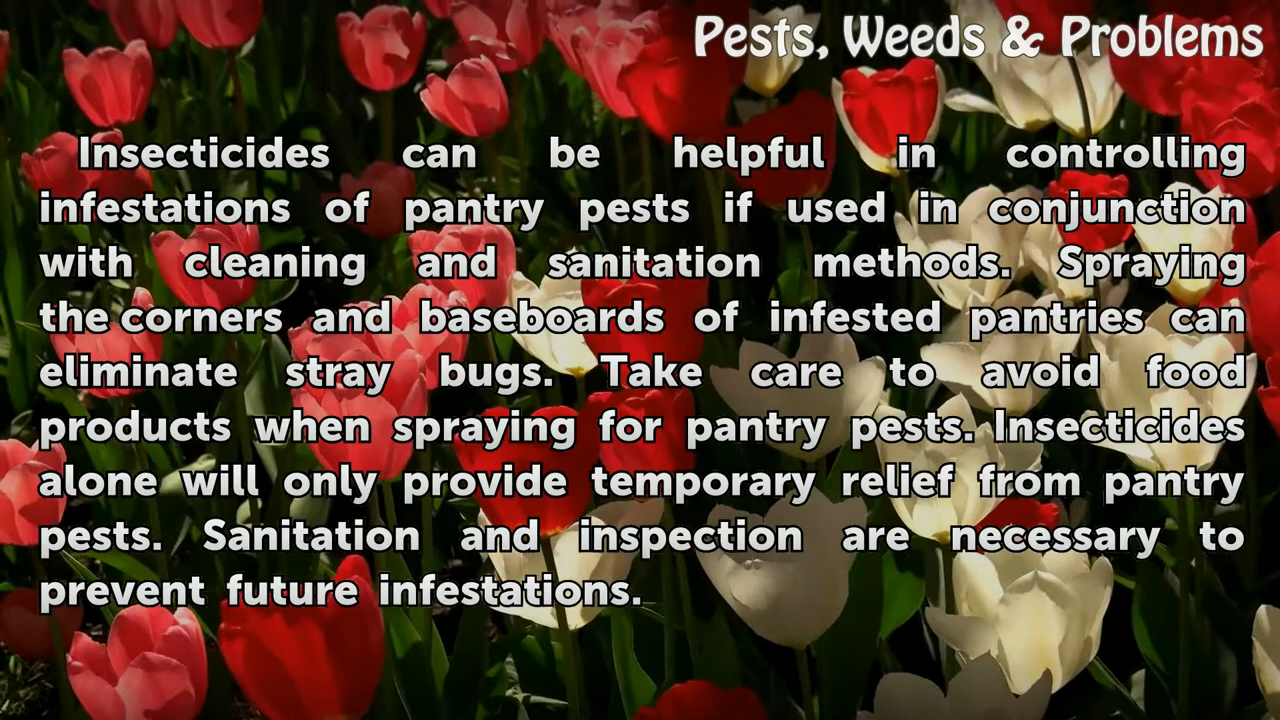 Pests, Weeds & Problems
Insecticides can be helpful in controlling
infestations of pantry pests if used in conjunction
with cleaning and sanitation methods. Spraying
the corners and baseboards of infested pantries can
eliminate stray bugs. Take care to avoid food
products when spraying for pantry pests. Insecticides
alone will only provide temporary relief from pantry
pests. Sanitation and inspection are necessary to
prevent future infestations.